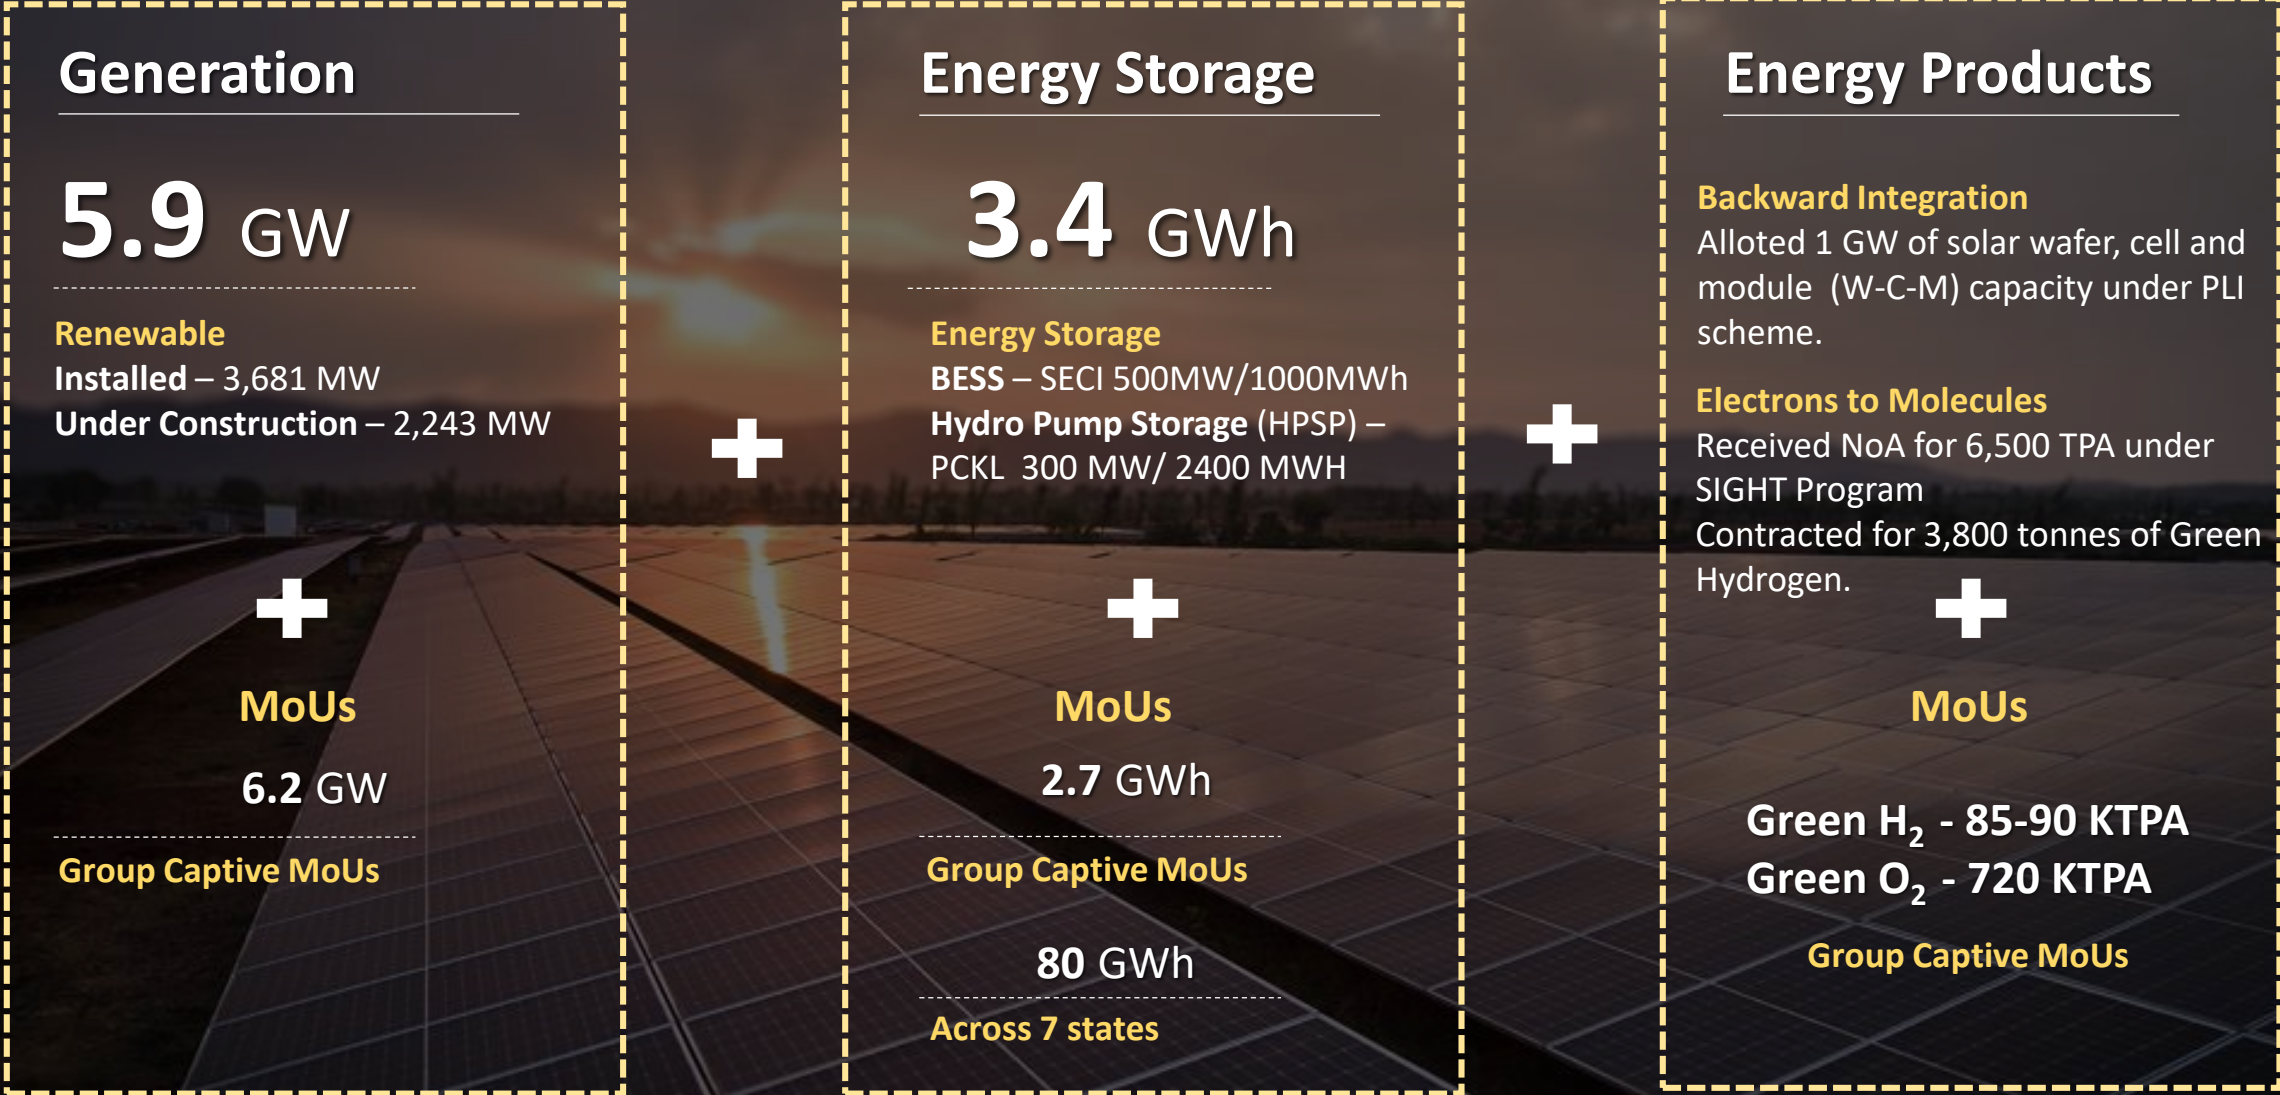 Generation
5.9 GW
Renewable
Installed – 3,681 MW
Under Construction – 2,243 MW
MoUs
6.2 GW
Group Captive MoUs
Energy Storage
3.4 GWh
Energy Storage
BESS – SECI 500MW/1000MWh
Hydro Pump Storage (HPSP) –
PCKL 300 MW/ 2400 MWH
MoUs
2.7 GWh
Group Captive MoUs
80 GWh
Across 7 states
Energy Products
Backward Integration
Alloted 1 GW of solar wafer, cell and
module (W-C-M) capacity under PLI
scheme.
Electrons to Molecules
Received NoA for 6,500 TPA under
SIGHT Program
Contracted for 3,800 tonnes of Green
Hydrogen.
MoUs
Green H₂ - 85-90 KTPA
Green O₂ - 720 KTPA
Group Captive MoUs